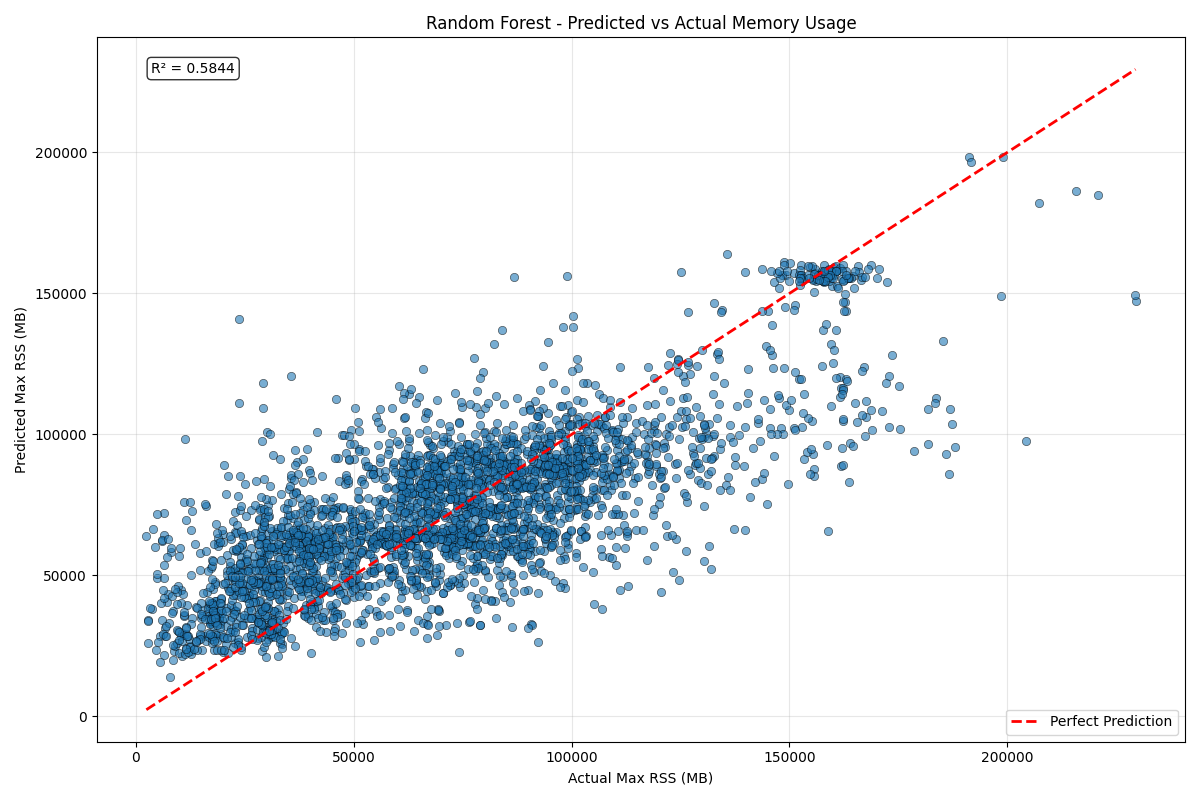 Random Forest - Predicted vs Actual Memory Usage
R² = 0.5844
Predicted Max RSS (MB)
200000
150000
100000
50000
0
0 50000 100000 150000 200000
Actual Max RSS (MB)
Perfect Prediction